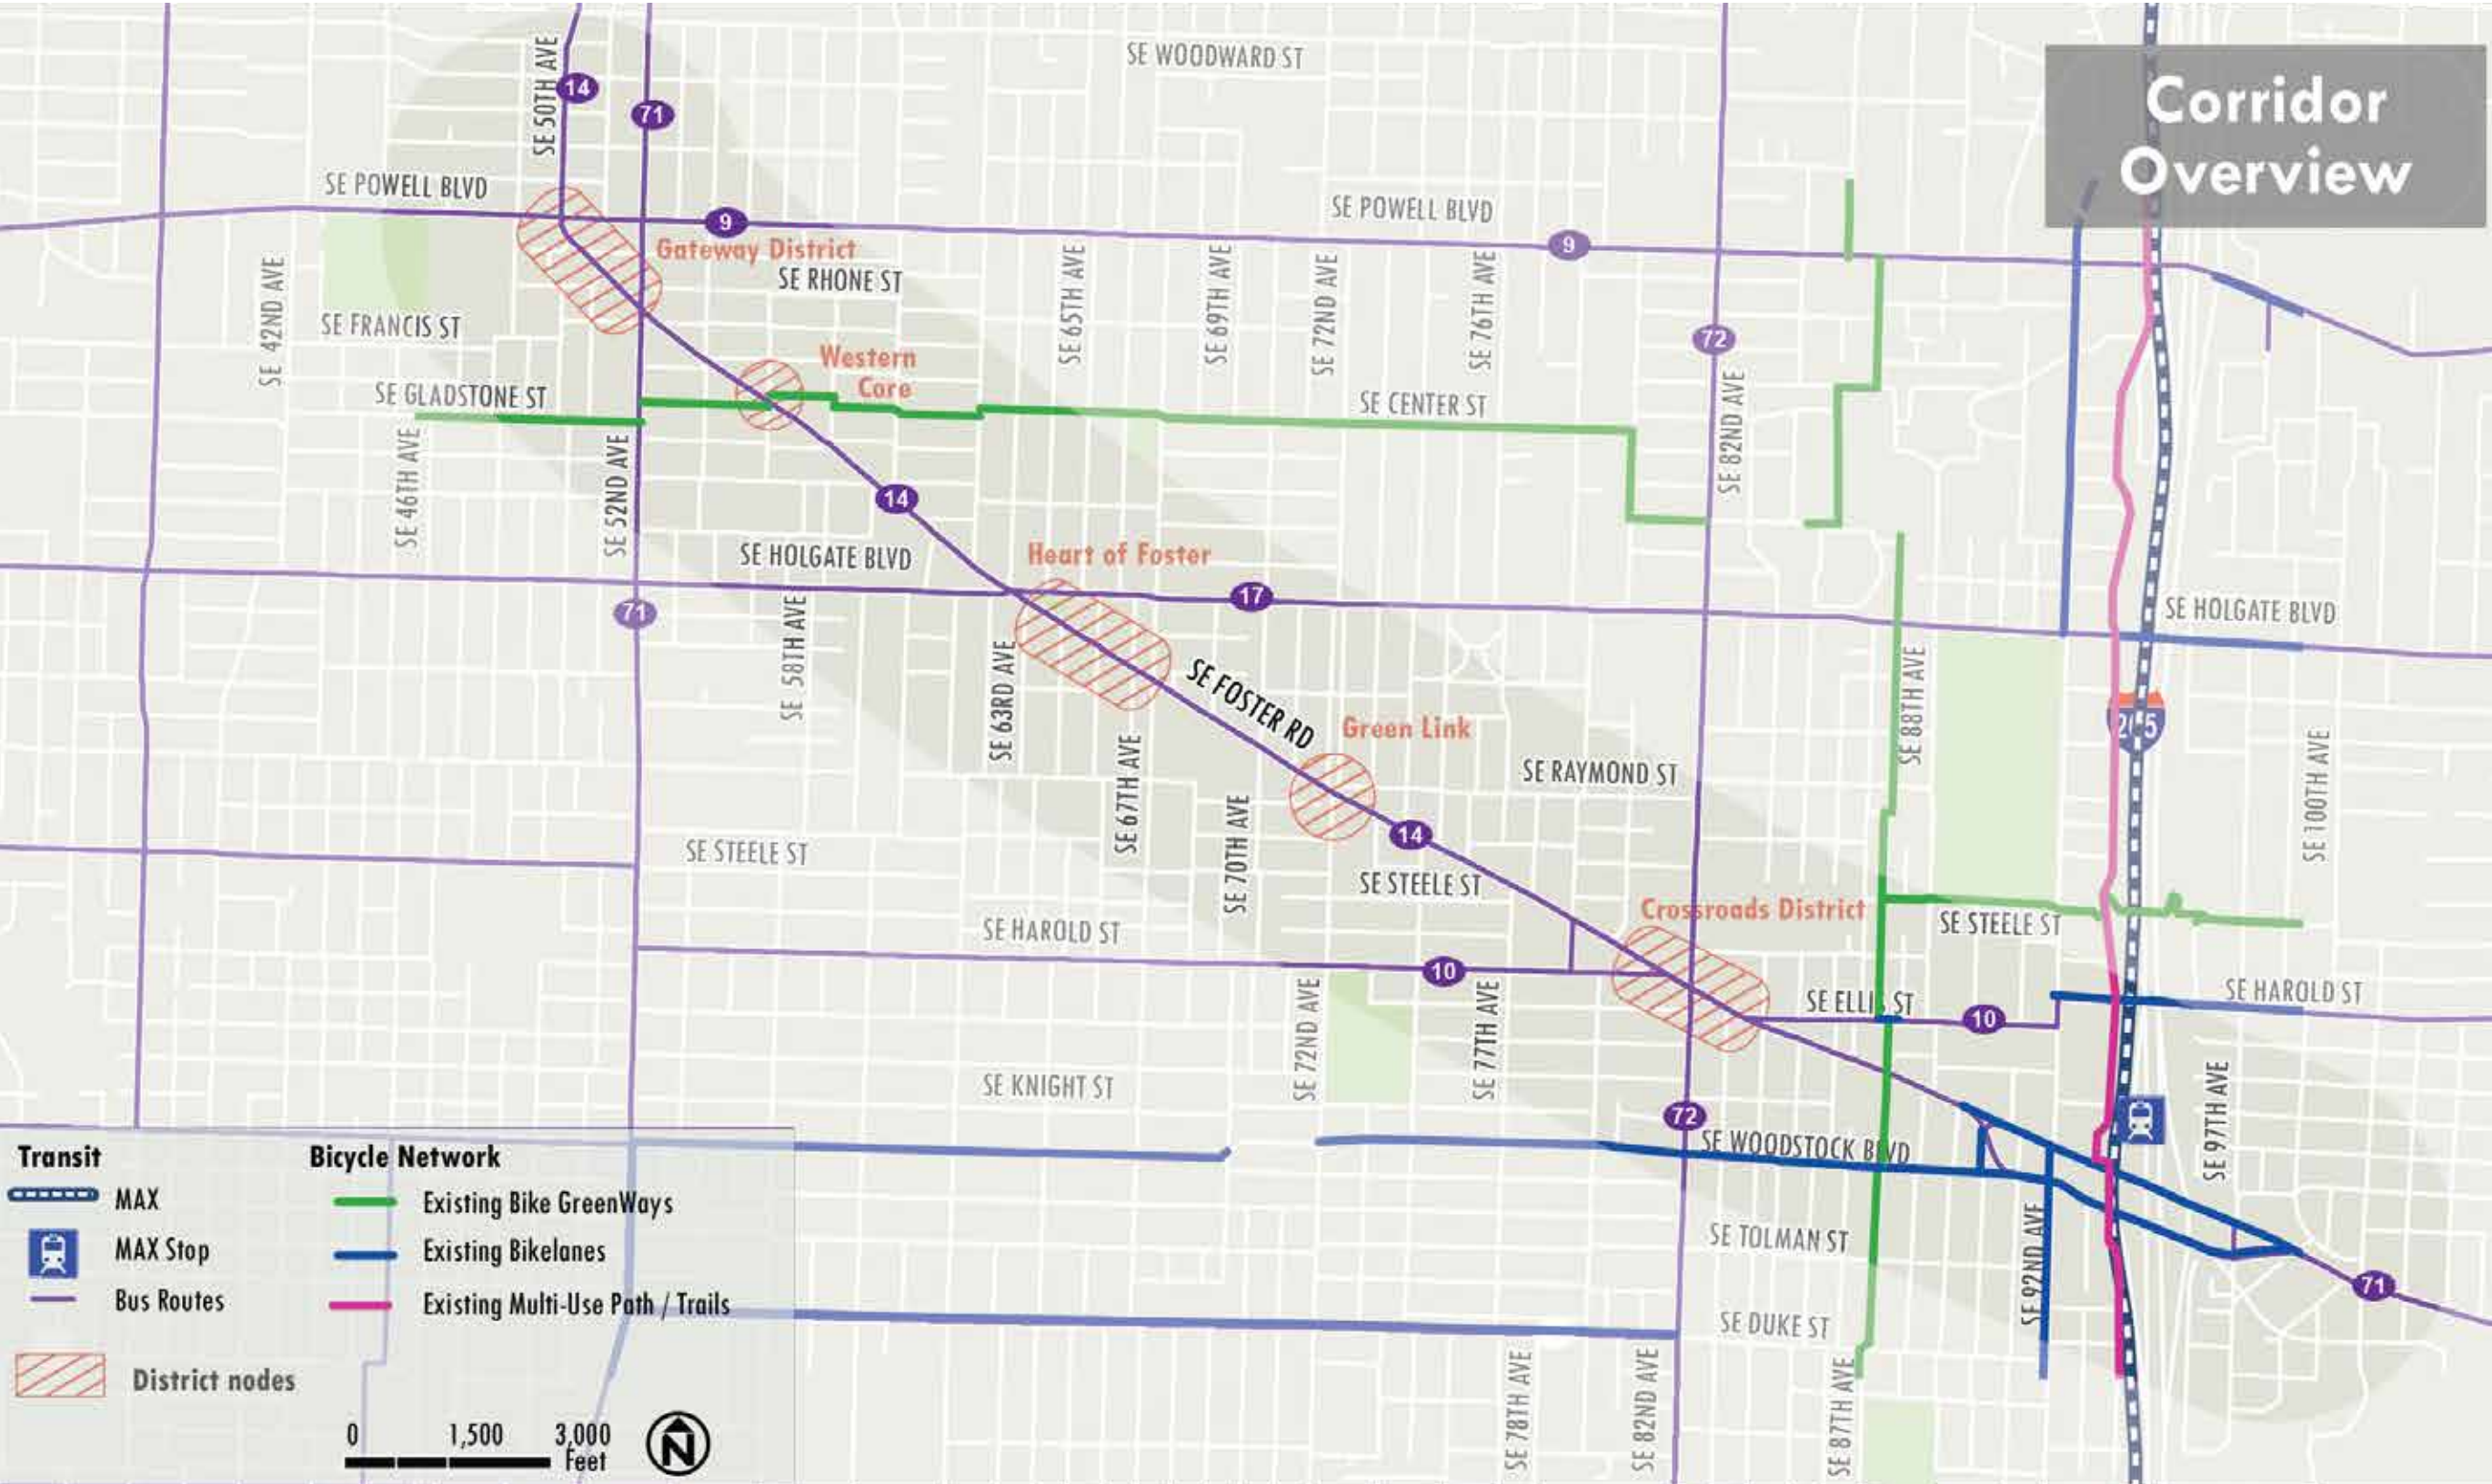 Corridor
Overview
SE WOODWARD ST
SE 50TH AVE
14
71
SE POWELL BLVD
9
SE POWELL BLVD
9
Gateway District
SE RHONE ST
SE 42ND AVE
SE FRANCIS ST
SE 65TH AVE
SE 69TH AVE
SE 72ND AVE
SE 76TH AVE
72
Western
Core
SE GLADSTONE ST
SE CENTER ST
SE 82ND AVE
SE 46TH AVE
SE 52ND AVE
14
SE HOLGATE BLVD
Heart of Foster
17
71
SE HOLGATE BLVD
SE 58TH AVE
SE 63RD AVE
SE FOSTER RD
SE 88TH AVE
205
Green Link
SE 67TH AVE
SE RAYMOND ST
SE 100TH AVE
SE 70TH AVE
14
SE STEELE ST
SE STEELE ST
Crossroads District
SE STEELE ST
SE HAROLD ST
10
SE 72ND AVE
SE 77TH AVE
SE ELLIS ST
10
SE HAROLD ST
SE KNIGHT ST
72
SE WOODSTOCK BLVD
SE 97TH AVE
SE TOLMAN ST
SE 92ND AVE
71
SE DUKE ST
SE 78TH AVE
SE 82ND AVE
SE 87TH AVE
Transit
MAX
MAX Stop
Bus Routes
District nodes
Bicycle Network
Existing Bike GreenWays
Existing Bikelanes
Existing Multi-Use Path / Trails
0 1,500 3,000
Feet
N